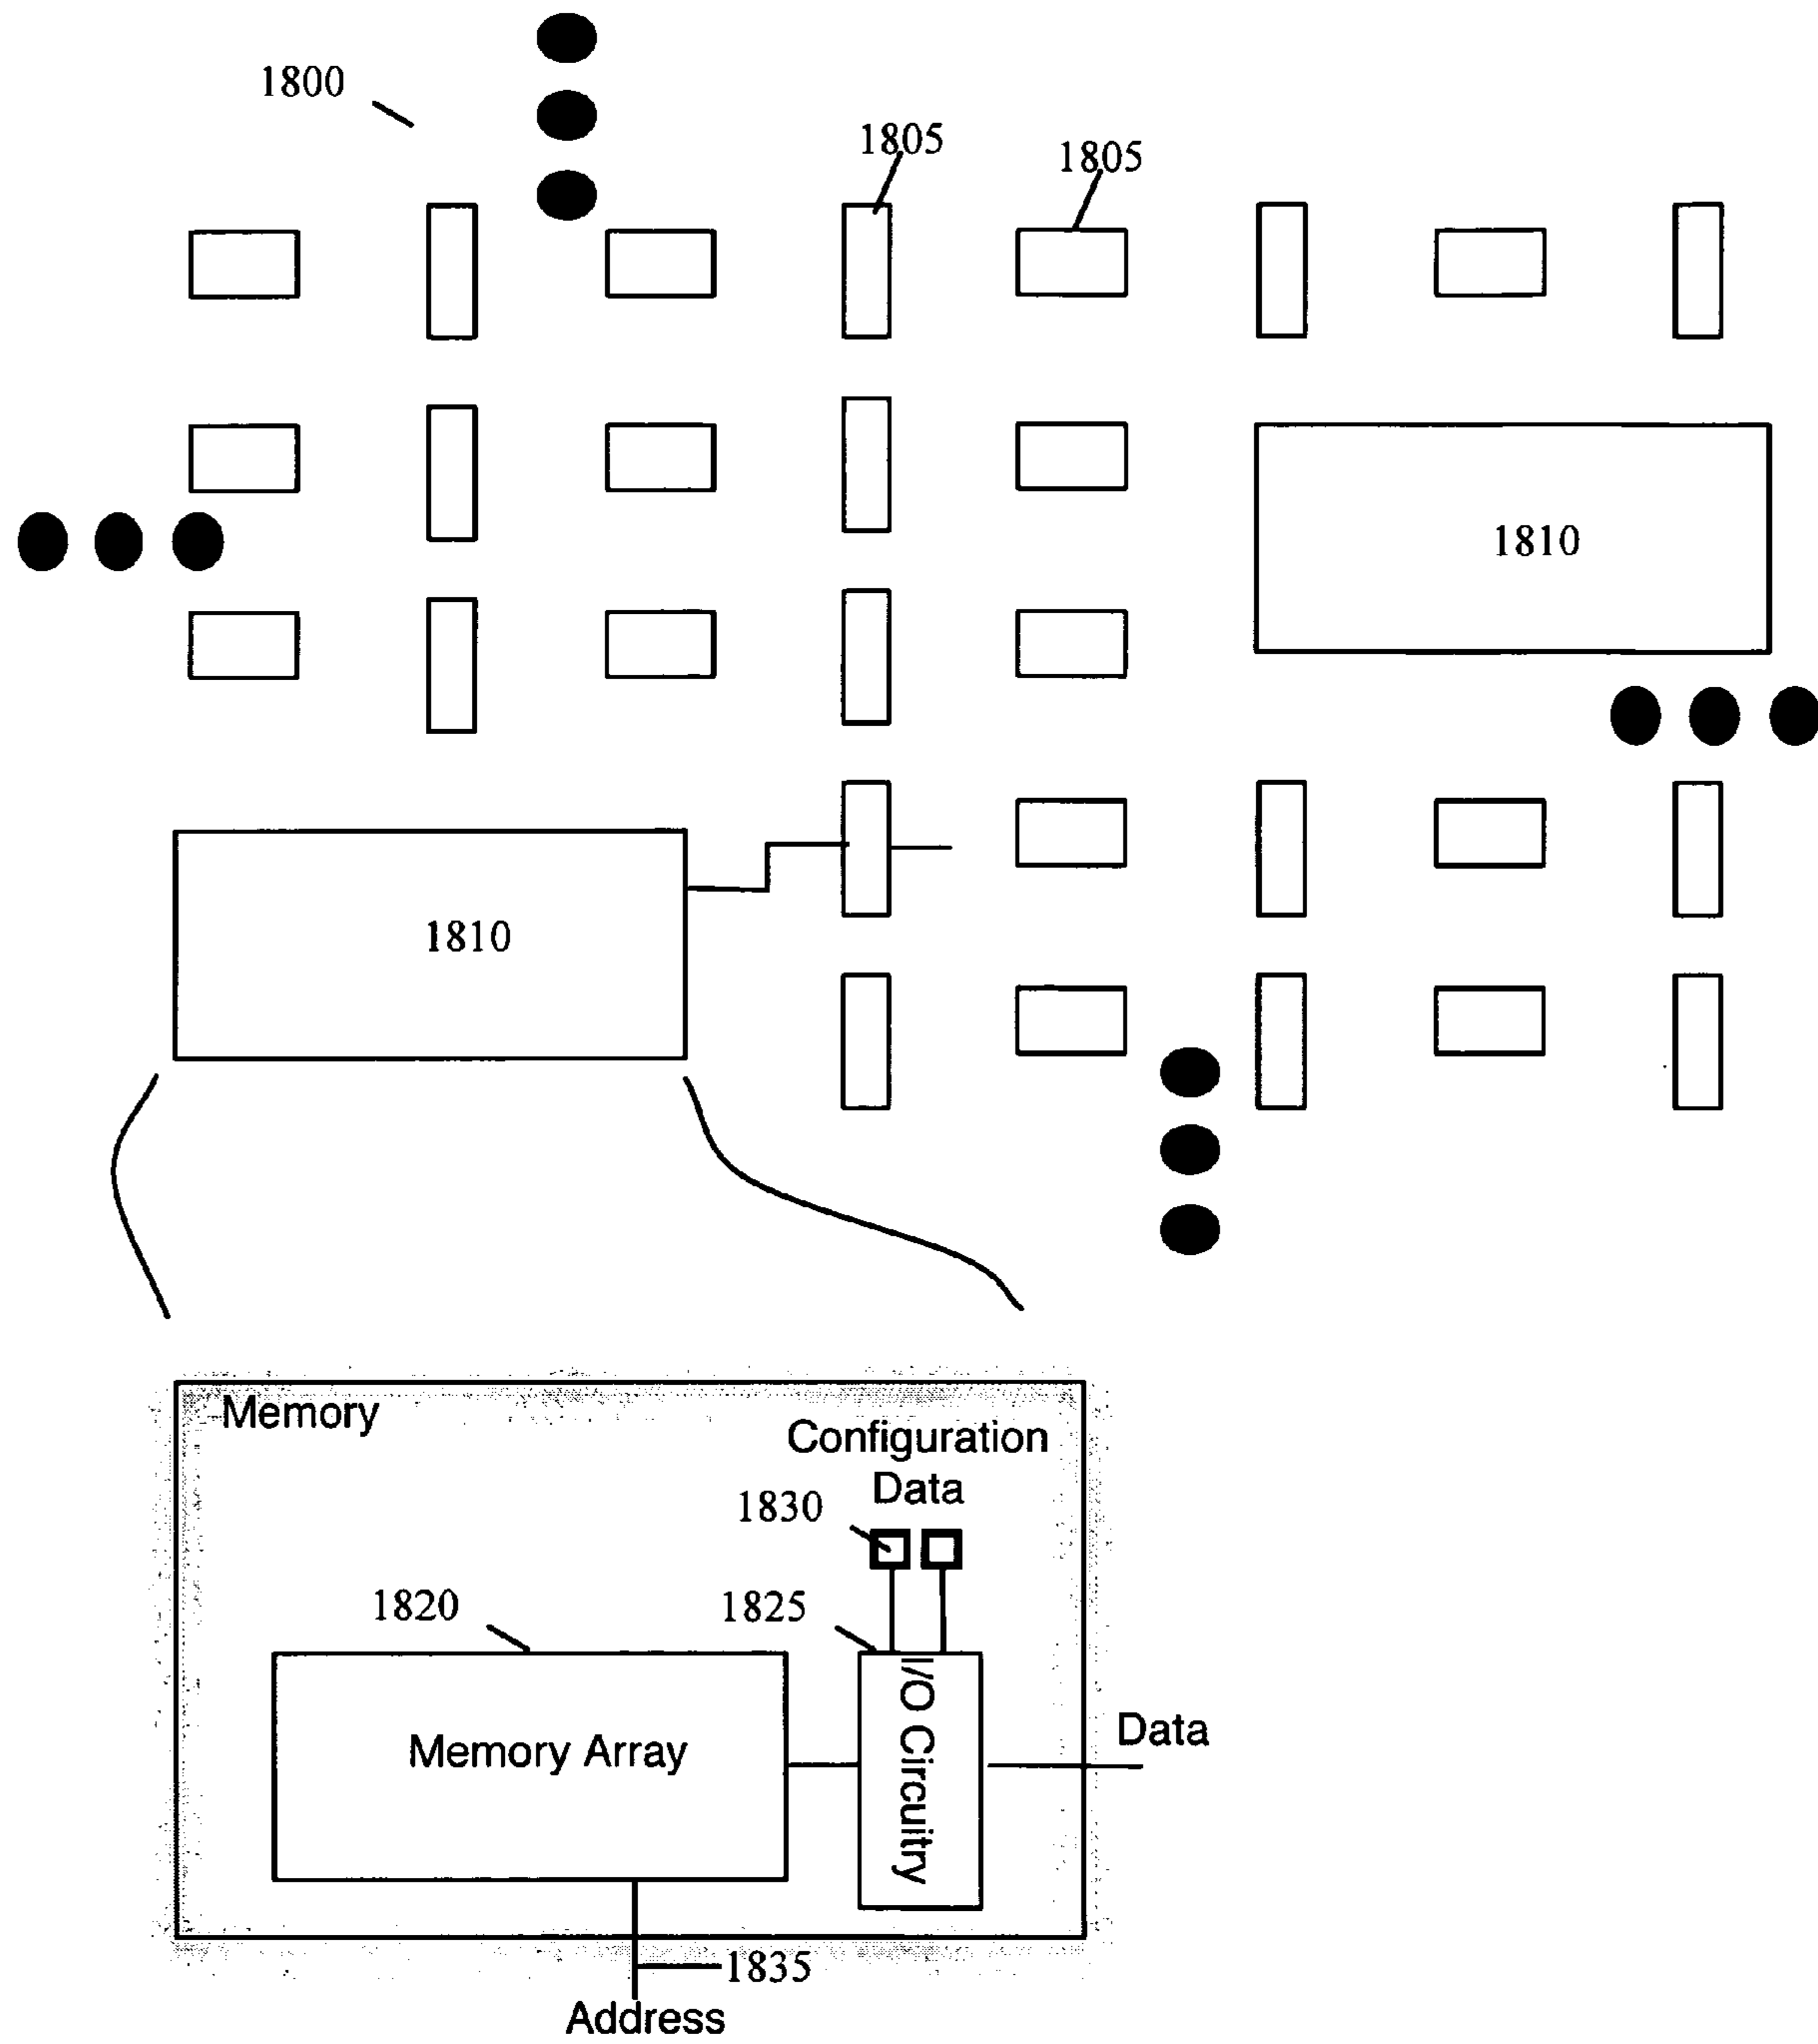 1800
1805
1805
1810
1810
Memory
Configuration
Data
1830
1820
1825
Memory Array
I/O Circuitry
Data
1835
Address